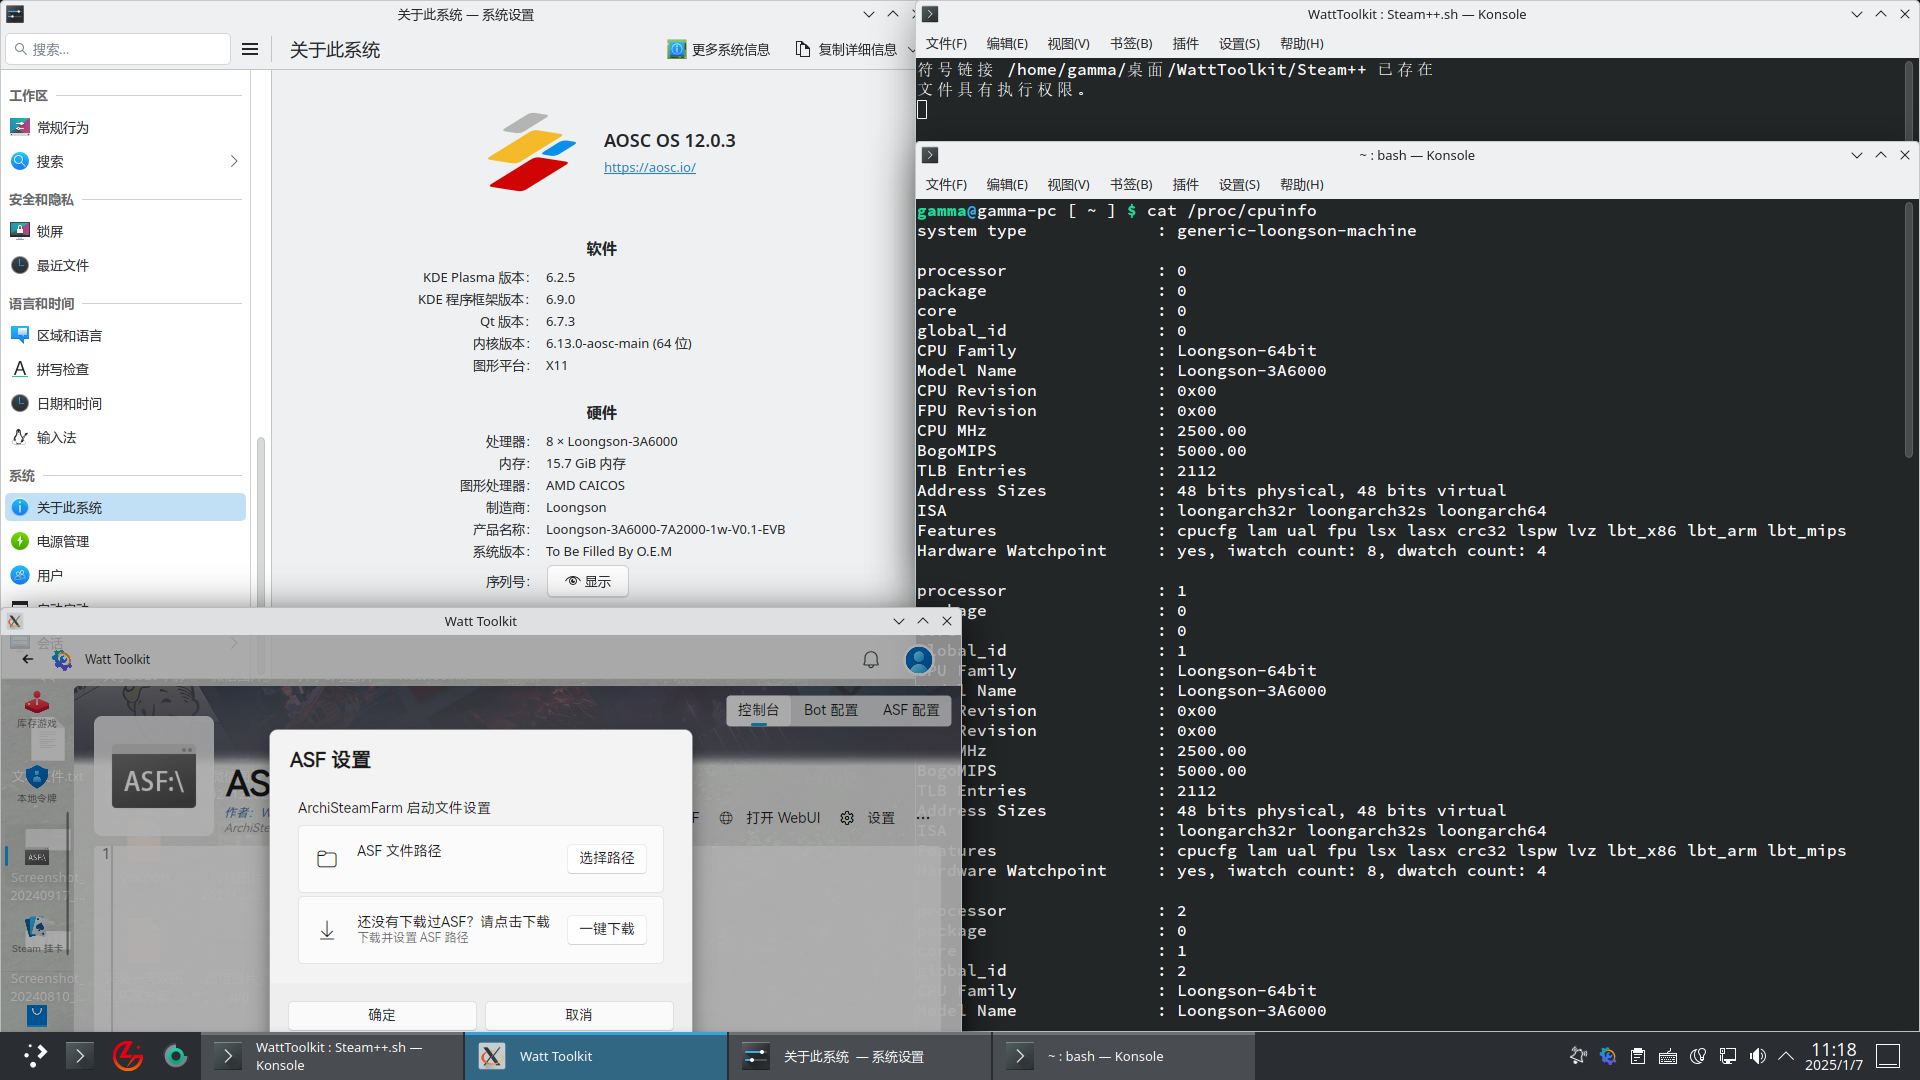 关于此系统 — 系统设置
搜索...
关于此系统
更多系统信息
复制详细信息
工作区
常规行为
搜索
安全和隐私
锁屏
最近文件
语言和时间
区域和语言
拼写检查
日期和时间
输入法
系统
关于此系统
电源管理
用户
AOSC OS 12.0.3
https://aosc.io/
软件
KDE Plasma 版本： 6.2.5
KDE 程序框架版本： 6.9.0
Qt 版本： 6.7.3
内核版本： 6.13.0-aosc-main (64 位)
图形平台： X11
硬件
处理器： 8 × Loongson-3A6000
内存： 15.7 GiB 内存
图形处理器： AMD CAICOS
制造商： Loongson
产品名称： Loongson-3A6000-7A2000-1w-V0.1-EVB
系统版本： To Be Filled By O.E.M
序列号： 显示
WattToolkit : Steam++.sh — Konsole
文件(F) 编辑(E) 视图(V) 书签(B) 插件 设置(S) 帮助(H)
符号链接 /home/gamma/桌面/WattToolkit/Steam++ 已存在
文件具有执行权限。
~ : bash — Konsole
文件(F) 编辑(E) 视图(V) 书签(B) 插件 设置(S) 帮助(H)
gamma@gamma-pc [ ~ ] $ cat /proc/cpuinfo
system type : generic-loongson-machine
processor : 0
package : 0
core : 0
global_id : 0
CPU Family : Loongson-64bit
Model Name : Loongson-3A6000
CPU Revision : 0x00
FPU Revision : 0x00
CPU MHz : 2500.00
BogoMIPS : 5000.00
TLB Entries : 2112
Address Sizes : 48 bits physical, 48 bits virtual
ISA : loongarch32r loongarch32s loongarch64
Features : cpucfg lam ual fpu lsx lasx crc32 lspw lvz lbt_x86 lbt_arm lbt_mips
Hardware Watchpoint : yes, iwatch count: 8, dwatch count: 4
processor : 1
package : 0
: 0
global_id : 1
CPU Family : Loongson-64bit
Model Name : Loongson-3A6000
Revision : 0x00
Revision : 0x00
MHz : 2500.00
BogoMIPS : 5000.00
TLB Entries : 2112
Address Sizes : 48 bits physical, 48 bits virtual
ISA : loongarch32r loongarch32s loongarch64
Features : cpucfg lam ual fpu lsx lasx crc32 lspw lvz lbt_x86 lbt_arm lbt_mips
Hardware Watchpoint : yes, iwatch count: 8, dwatch count: 4
processor : 2
package : 0
core : 1
global_id : 2
CPU Family : Loongson-64bit
Model Name : Loongson-3A6000
Watt Toolkit
会话
Watt Toolkit
库存游戏
本地令牌
ASF:\
Screenshot_
20240917_
Steam 挂卡
Screenshot_
20240810_
控制台 Bot 配置 ASF 配置
ASF:\
AS
作者： W
ArchiSte
F 打开 WebUI 设置 ...
1
ASF 设置
ArchiSteamFarm 启动文件设置
ASF 文件路径
选择路径
还没有下载过ASF？请点击下载
下载并设置 ASF 路径
一键下载
确定 取消
WattToolkit : Steam++.sh —
Konsole
Watt Toolkit
关于此系统 — 系统设置
~ : bash — Konsole
11:18
2025/1/7